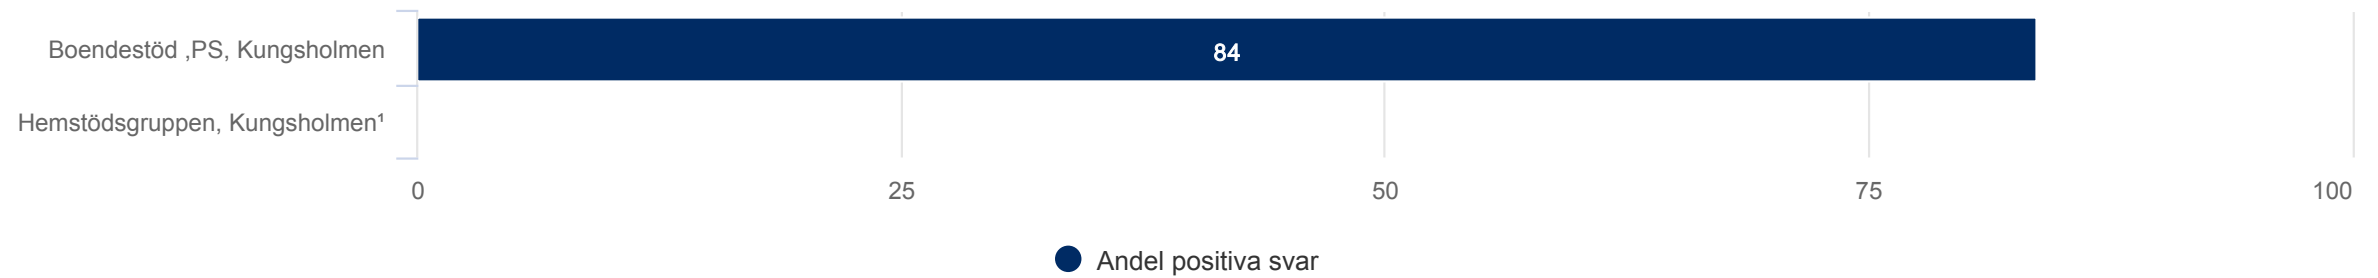 Boendestöd ,PS, Kungsholmen
84
Hemstödsgruppen, Kungsholmen¹
0 25 50 75 100
Andel positiva svar